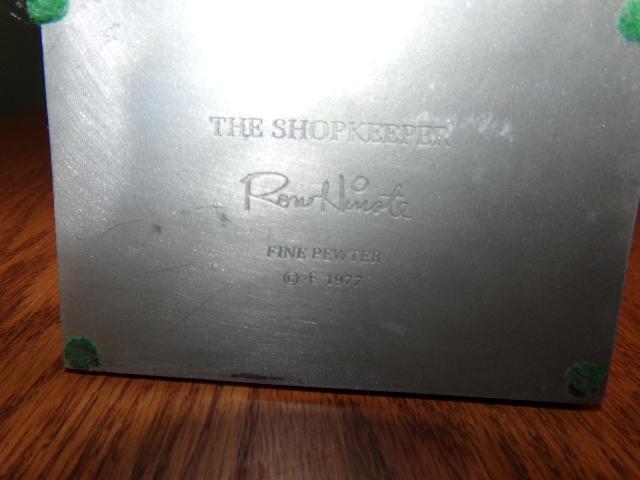 THE SHOPKEEPER
Ron Hinote
FINE PEWTER
© F 1977